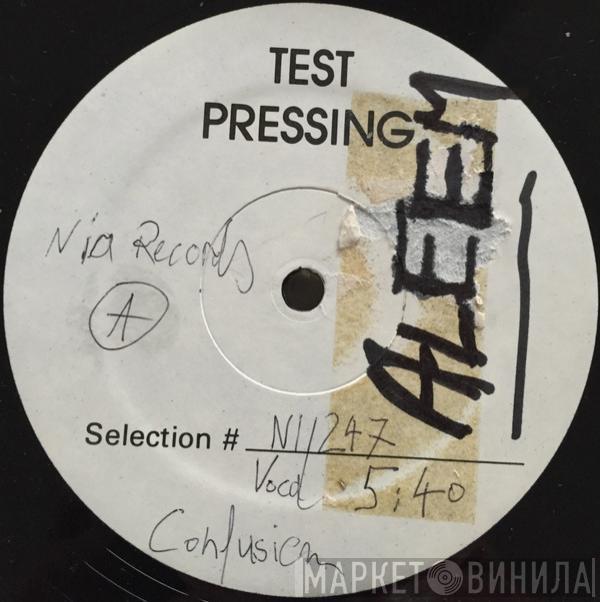 TEST
PRESSING
ALEEM
Nia Records
A
Selection # NI1247
Vocal 5:40
Confusion
МАРКЕТ ВИНИЛА